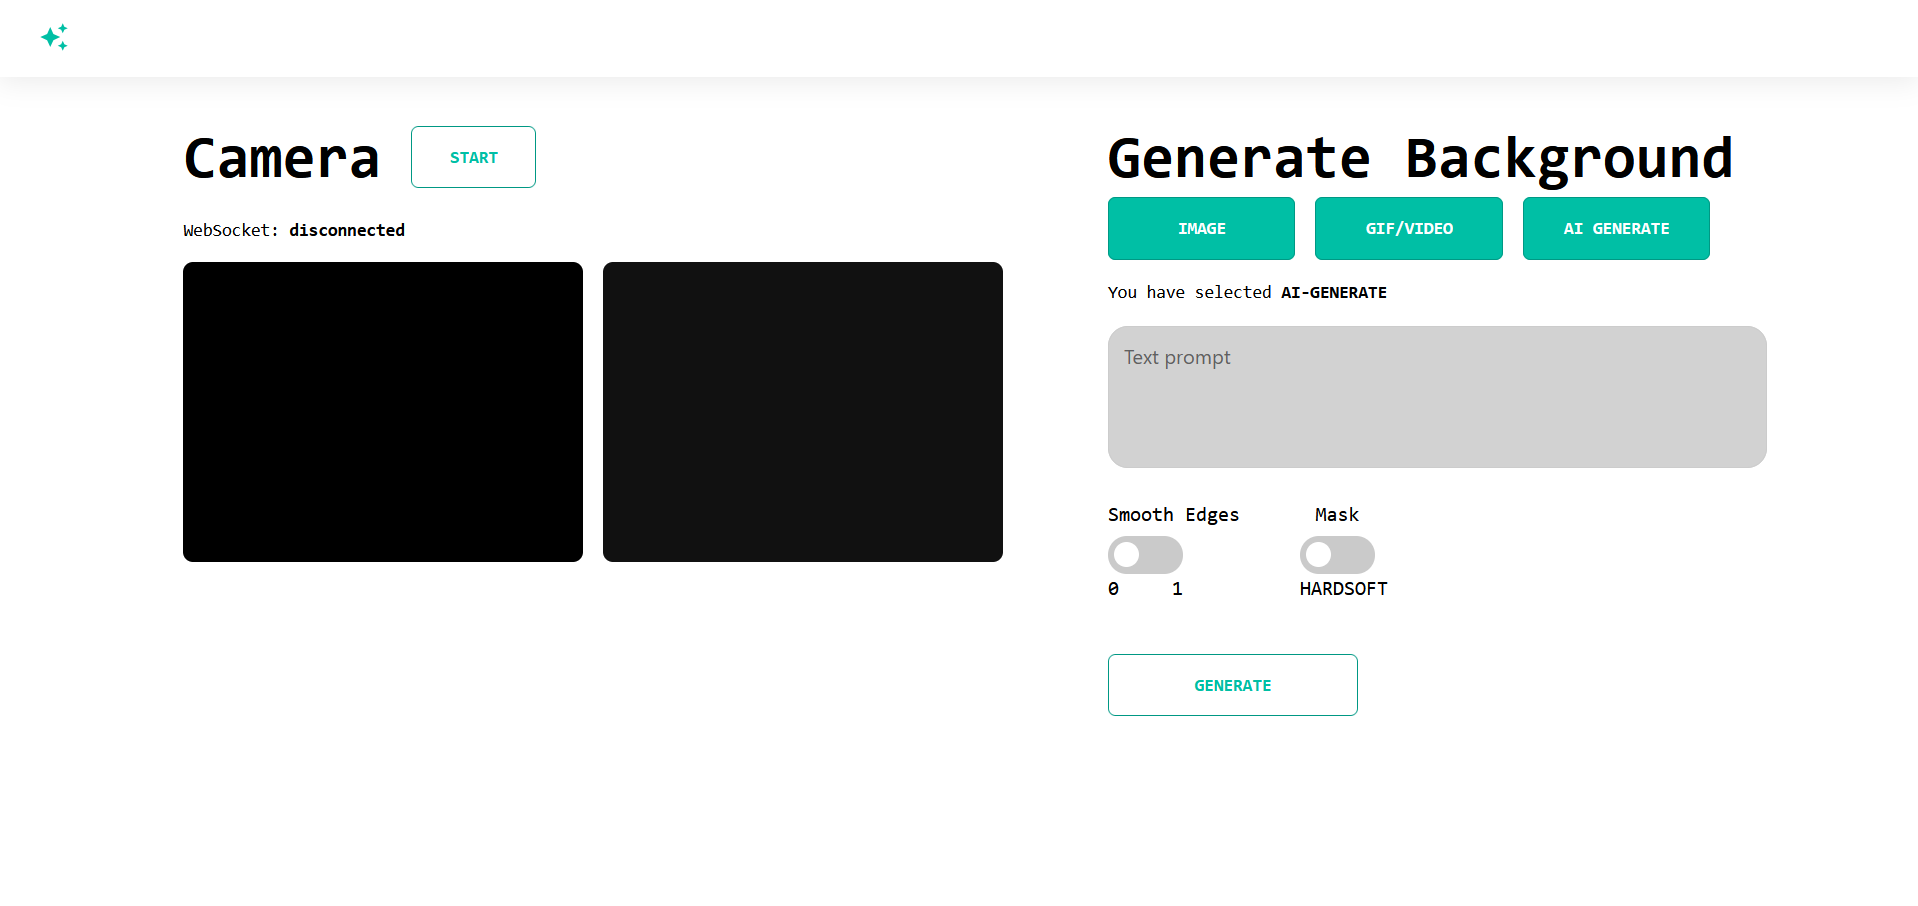 Camera
START
WebSocket: disconnected
Generate Background
IMAGE
GIF/VIDEO
AI GENERATE
You have selected AI-GENERATE
Text prompt
Smooth Edges
0 1
Mask
HARDSOFT
GENERATE